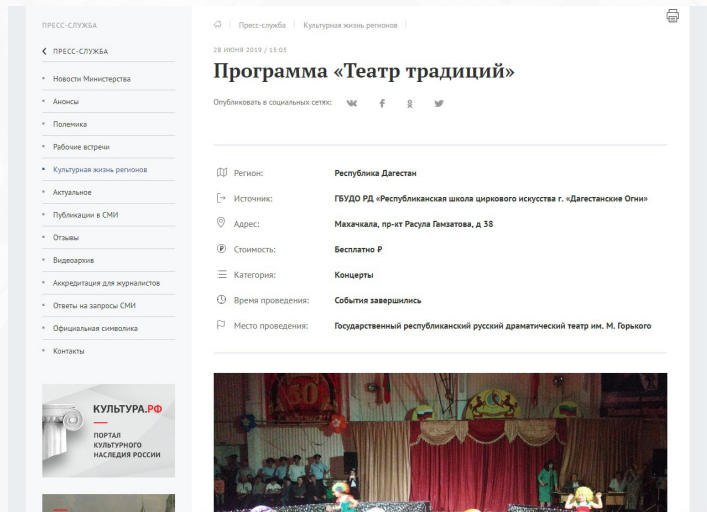 ПРЕСС-СЛУЖБА
ПРЕСС-СЛУЖБА
Новости Министерства
Анонсы
Полемика
Рабочие встречи
Культурная жизнь регионов
Актуальное
Публикации в СМИ
Отзывы
Видеоархив
Аккредитация для журналистов
Ответы на запросы СМИ
Официальная символика
Контакты
КУЛЬТУРА.РФ
ПОРТАЛ
КУЛЬТУРНОГО
НАСЛЕДИЯ РОССИИ
Пресс-служба Культурная жизнь регионов
28 ИЮНЯ 2019 / 15:05
Программа «Театр традиций»
Опубликовать в социальных сетях:
Регион: Республика Дагестан
Источник: ГБУДО РД «Республиканская школа циркового искусства г. «Дагестанские Огни»
Адрес: Махачкала, пр-кт Расула Гамзатова, д 38
Стоимость: Бесплатно ₽
Категория: Концерты
Время проведения: События завершились
Место проведения: Государственный республиканский русский драматический театр им. М. Горького